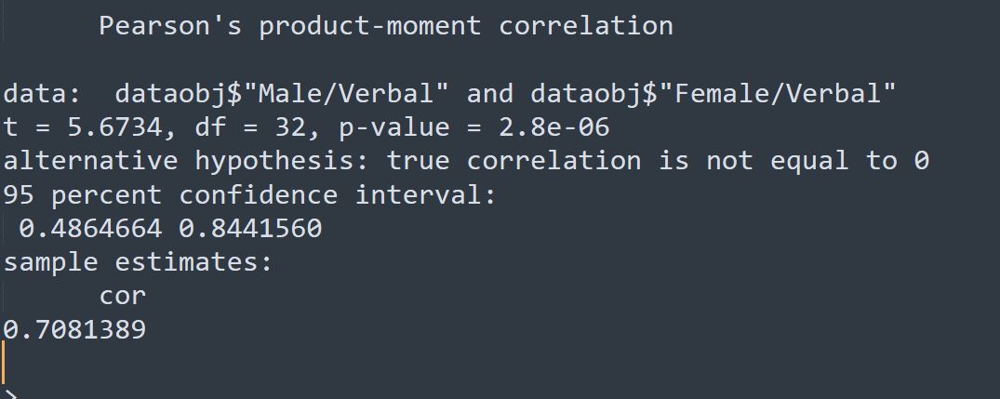 Pearson's product-moment correlation
data:  dataobj$"Male/Verbal" and dataobj$"Female/Verbal"
t = 5.6734, df = 32, p-value = 2.8e-06
alternative hypothesis: true correlation is not equal to 0
95 percent confidence interval:
 0.4864664 0.8441560
sample estimates:
      cor
0.7081389
>